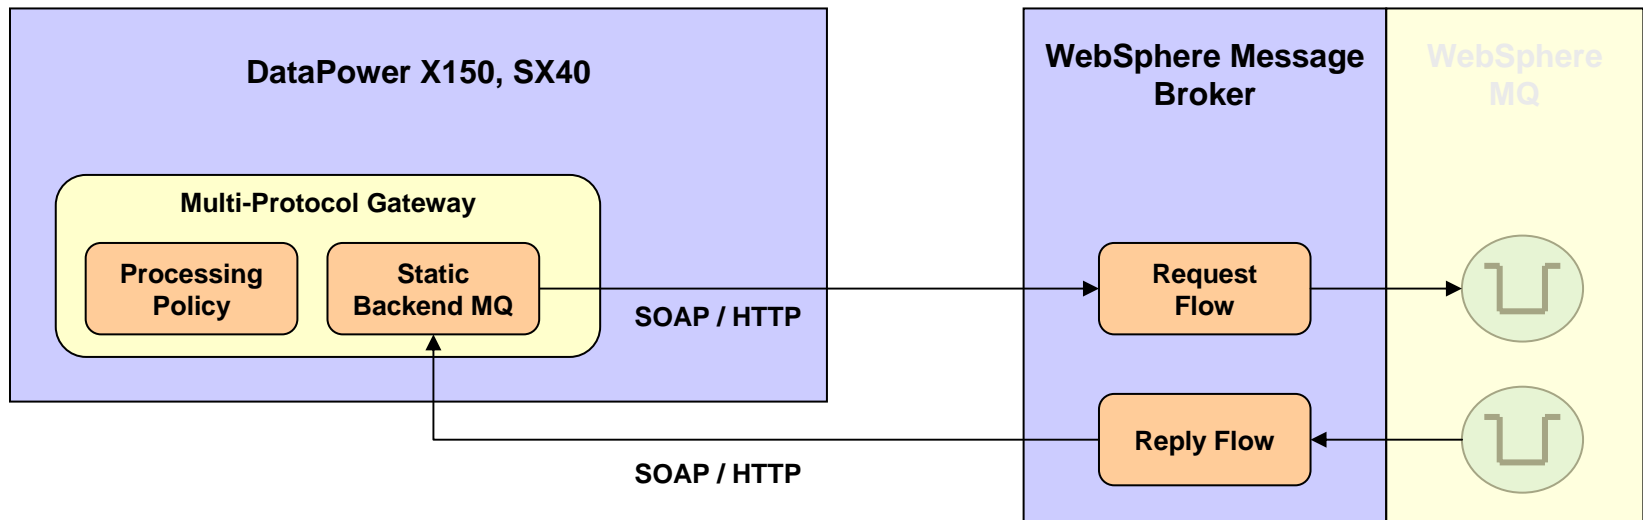 DataPower X150, SX40
WebSphere Message
Broker
WebSphere
MQ
Multi-Protocol Gateway
Processing
Policy
Static
Backend MQ
SOAP / HTTP
Request
Flow
Reply Flow
SOAP / HTTP